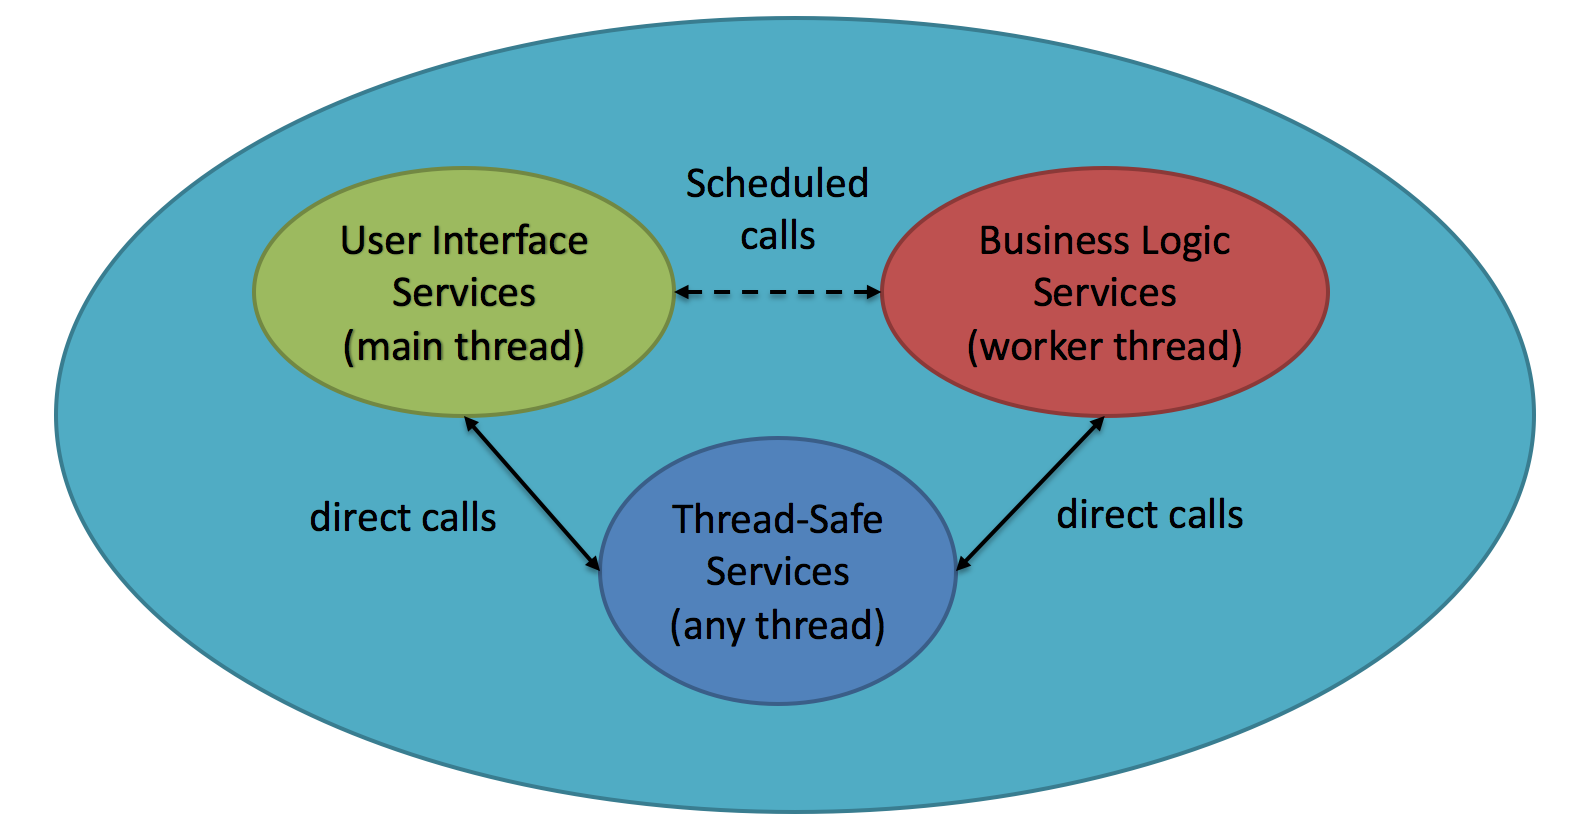 Scheduled
calls
User Interface
Services
(main thread)
Business Logic
Services
(worker thread)
direct calls
Thread-Safe
Services
(any thread)
direct calls